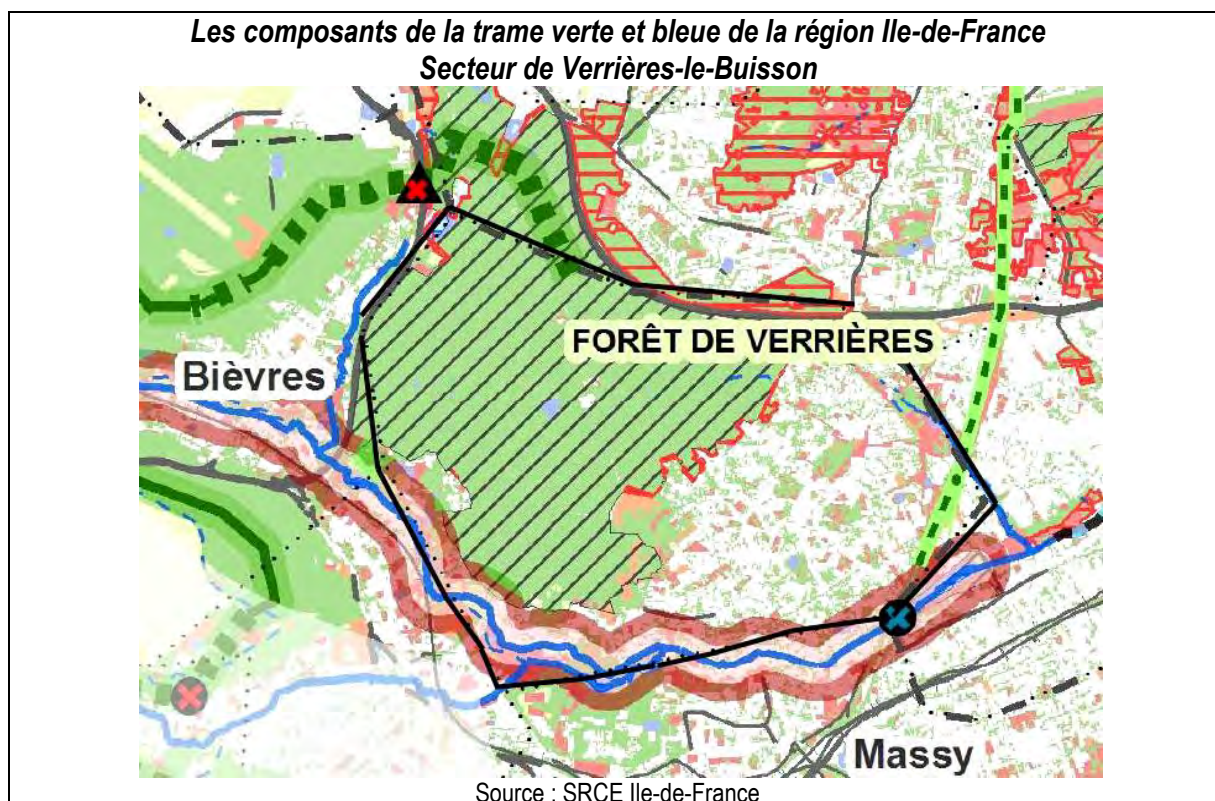 Les composants de la trame verte et bleue de la région Ile-de-France
Secteur de Verrières-le-Buisson
FORÊT DE VERRIÈRES
Bièvres
Massy
Source : SRCE Ile-de-France